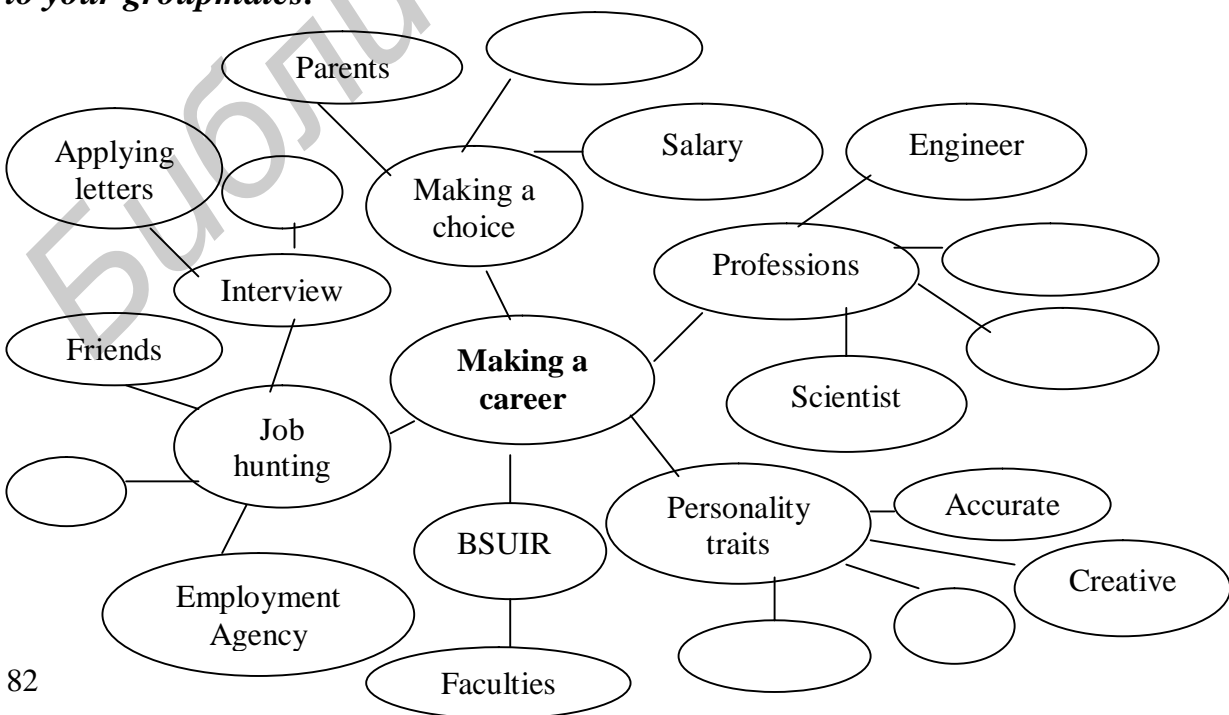 to your groupmates.
Parents
Applying
letters
Making a
choice
Salary
Engineer
Interview
Professions
Friends
Making a
career
Scientist
Job
hunting
Personality
traits
Accurate
BSUIR
Creative
Employment
Agency
Faculties
82
Библи